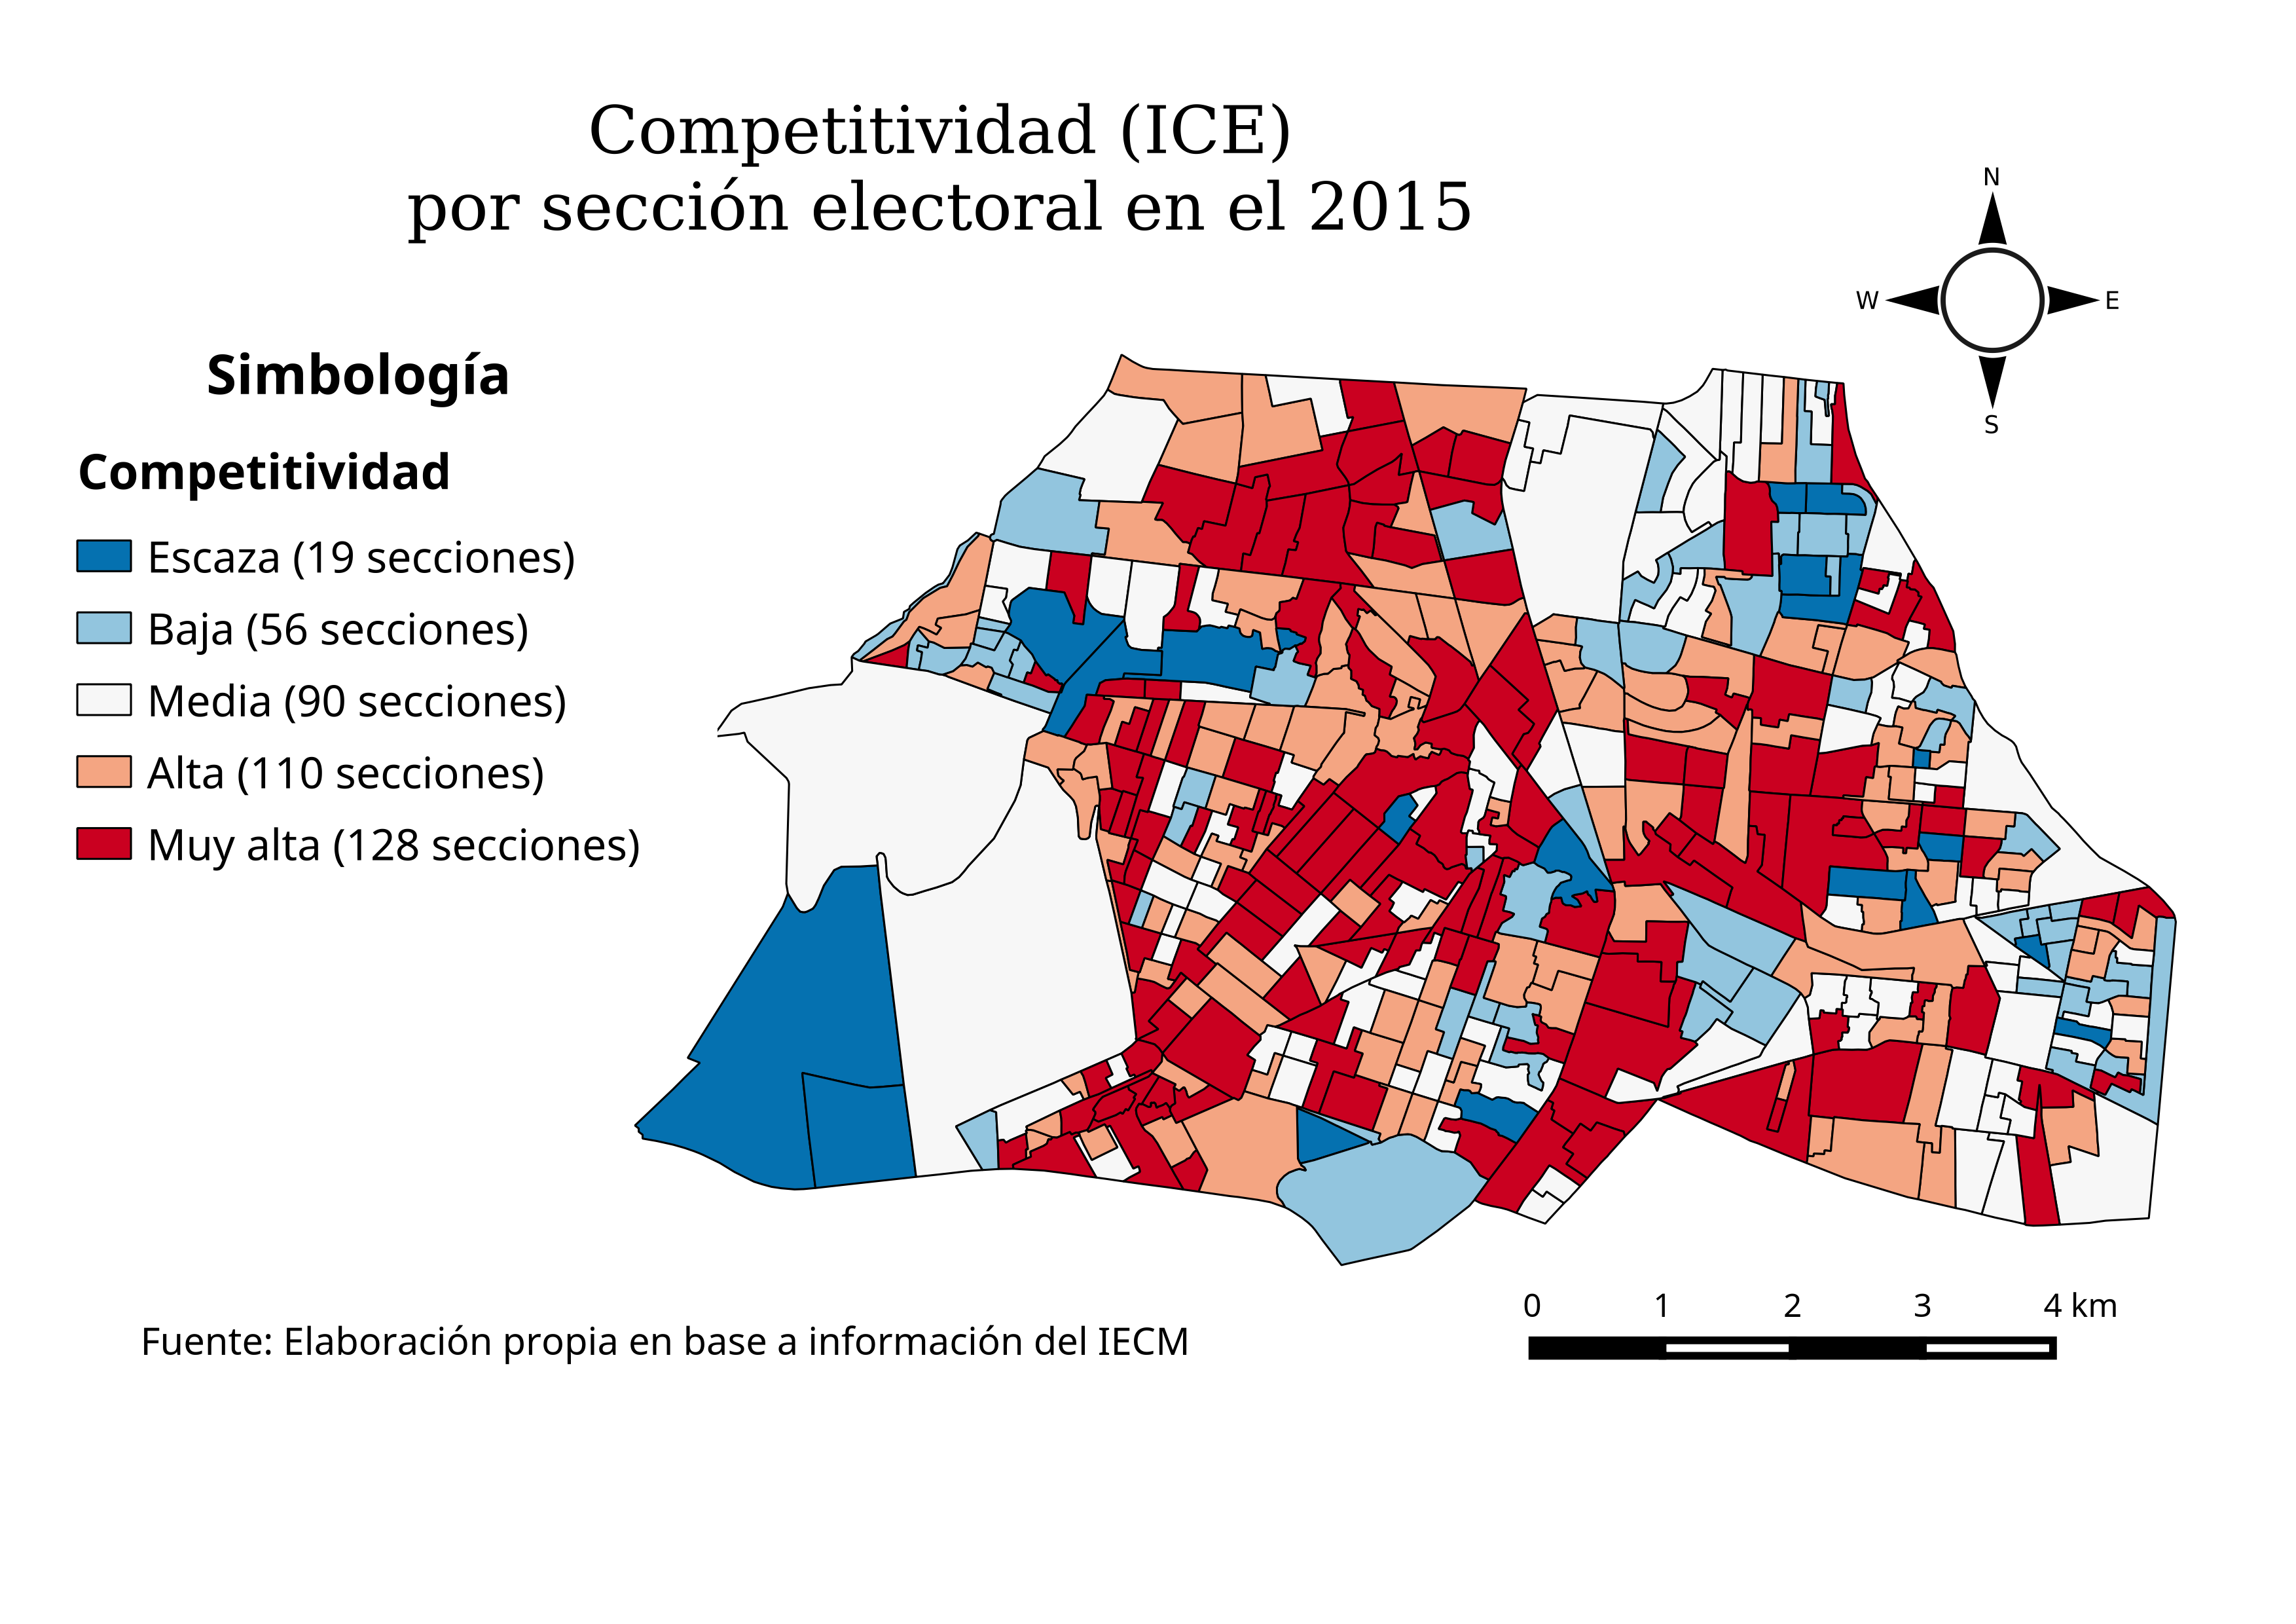 Competitividad (ICE)
por sección electoral en el 2015
N
W
E
S
Simbología
Competitividad
Escaza (19 secciones)
Baja (56 secciones)
Media (90 secciones)
Alta (110 secciones)
Muy alta (128 secciones)
0 1 2 3 4 km
Fuente: Elaboración propia en base a información del IECM